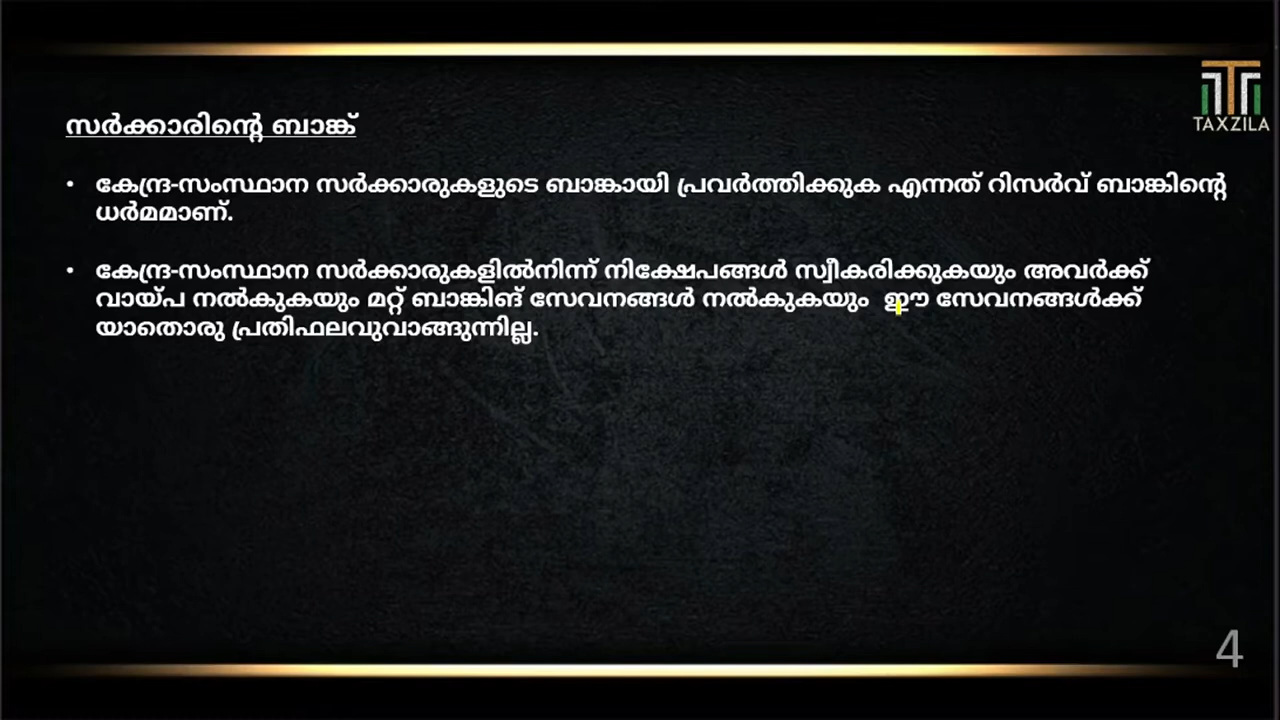 TAXZILA
സർക്കാരിന്റെ ബാങ്ക്
• കേന്ദ്ര-സംസ്ഥാന സർക്കാരുകളുടെ ബാങ്കായി പ്രവർത്തിക്കുക എന്നത് റിസർവ് ബാങ്കിന്റെ
ധർമമാണ്.
• കേന്ദ്ര-സംസ്ഥാന സർക്കാരുകളിൽനിന്ന് നിക്ഷേപങ്ങൾ സ്വീകരിക്കുകയും അവർക്ക്
വായ്പ നൽകുകയും മറ്റ് ബാങ്കിങ് സേവനങ്ങൾ നൽകുകയും ഈ സേവനങ്ങൾക്ക്
യാതൊരു പ്രതിഫലവുവാങ്ങുന്നില്ല.
4